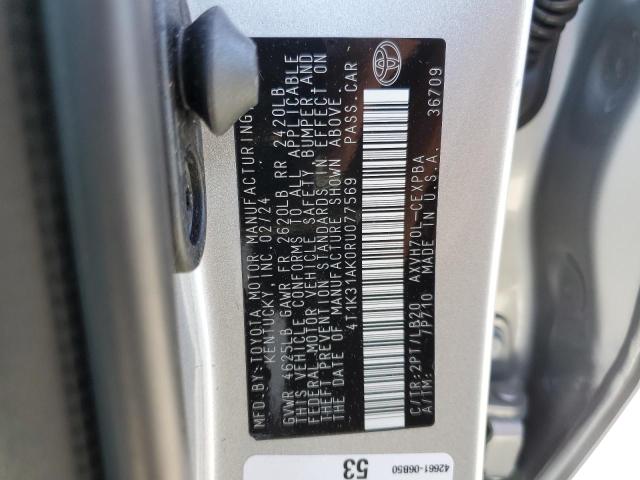 MFD.BY:TOYOTA MOTOR MANUFACTURING,
KENTUCKY, INC. 02/24
GVWR 4625LB GAWR FR 2620LB RR 2420LB
THIS VEHICLE CONFORMS TO ALL APPLICABLE
FEDERAL MOTOR VEHICLE SAFETY BUMPER,AND
THEFT PREVENTION STANDARDS IN EFFECT ON
THE DATE OF MANUFACTURE SHOWN ABOVE.
4T1K31AK0RU077569 PASS.CAR
C/TR:2PT/LB20 AXVH70L-CEXPBA
A/TM: 7P710 MADE IN U.S.A. 36709
53
42661-06B50